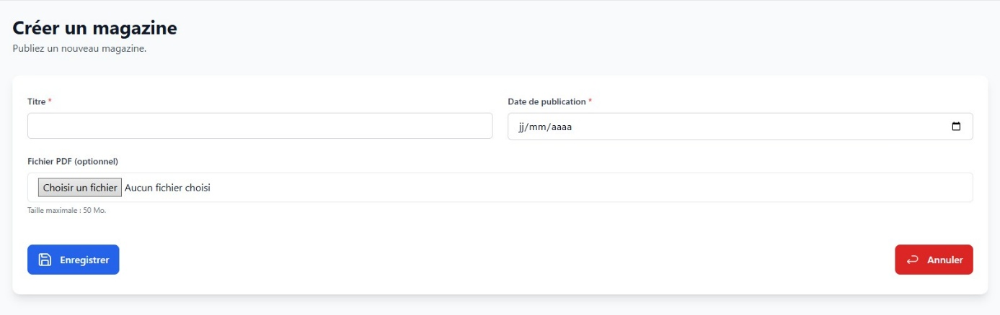 Créer un magazine
Publiez un nouveau magazine.
Titre *
Date de publication *
jj/mm/aaaa
Fichier PDF (optionnel)
Choisir un fichier Aucun fichier choisi
Taille maximale : 50 Mo.
Enregistrer
Annuler